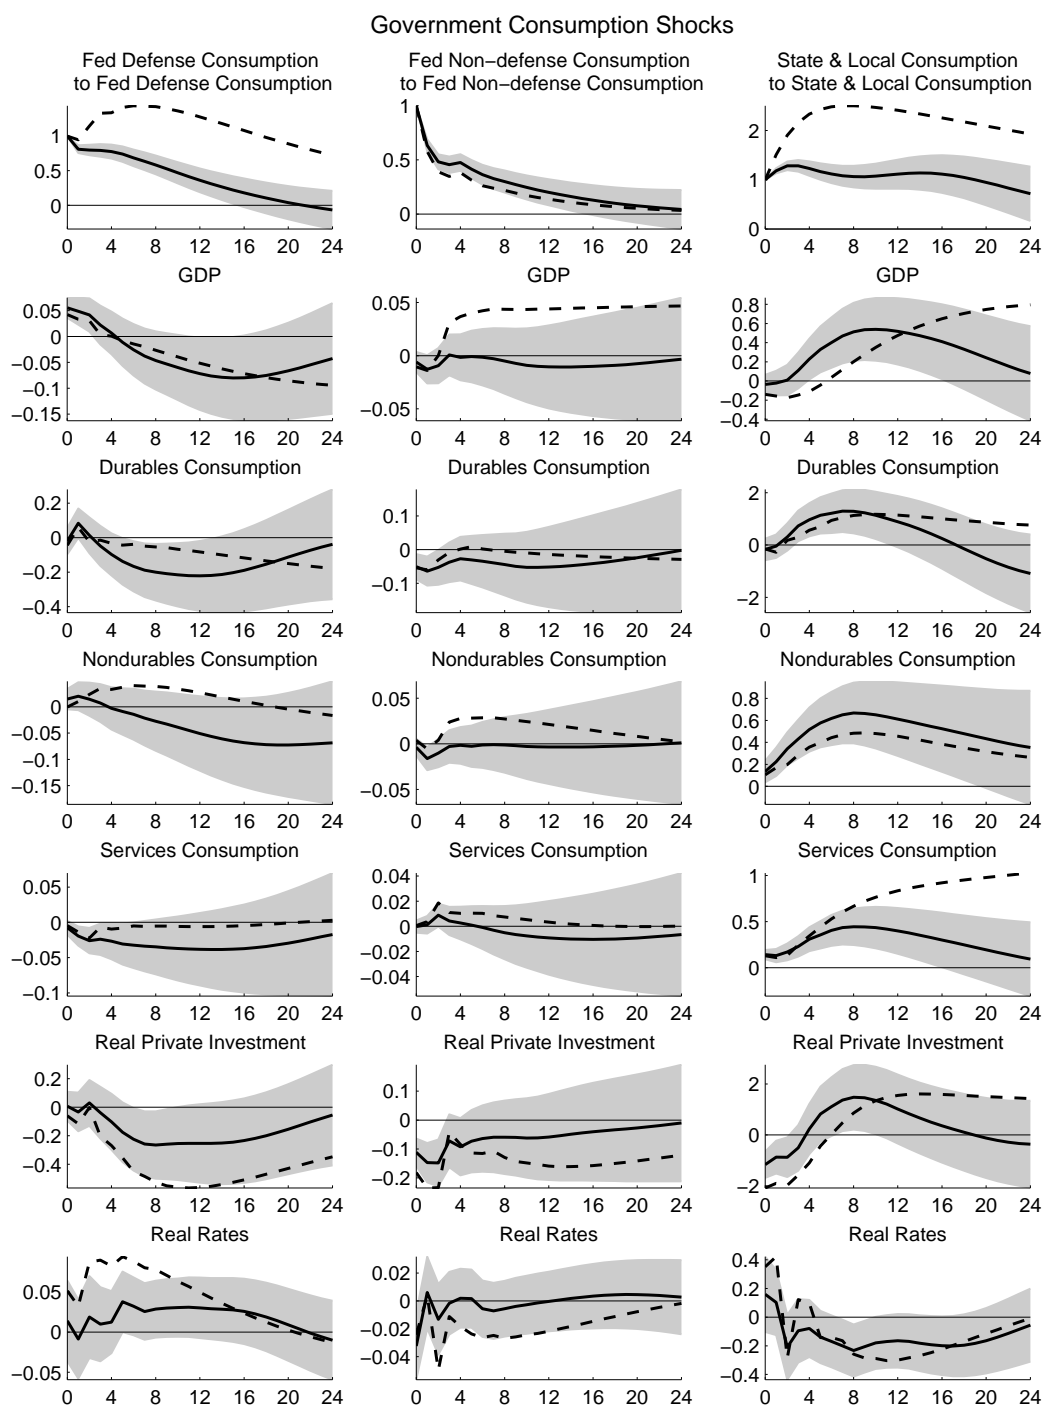 Government Consumption Shocks
Fed Defense Consumption
to Fed Defense Consumption
Fed Non−defense Consumption
to Fed Non−defense Consumption
State & Local Consumption
to State & Local Consumption
1
0.5
0
0 4 8 12 16 20 24
1
0.5
0
0 4 8 12 16 20 24
2
1
0
0 4 8 12 16 20 24
GDP
GDP
GDP
0.05
0
−0.05
−0.1
−0.15
0 4 8 12 16 20 24
0.05
0
−0.05
0 4 8 12 16 20 24
0.8
0.6
0.4
0.2
0
−0.2
−0.4
0 4 8 12 16 20 24
Durables Consumption
Durables Consumption
Durables Consumption
0.2
0
−0.2
−0.4
0 4 8 12 16 20 24
0.1
0
−0.1
0 4 8 12 16 20 24
2
0
−2
0 4 8 12 16 20 24
Nondurables Consumption
Nondurables Consumption
Nondurables Consumption
0
−0.05
−0.1
−0.15
0 4 8 12 16 20 24
0.05
0
−0.05
0 4 8 12 16 20 24
0.8
0.6
0.4
0.2
0
0 4 8 12 16 20 24
Services Consumption
Services Consumption
Services Consumption
0.05
0
−0.05
−0.1
0 4 8 12 16 20 24
0.04
0.02
0
−0.02
−0.04
0 4 8 12 16 20 24
1
0.5
0
0 4 8 12 16 20 24
Real Private Investment
Real Private Investment
Real Private Investment
0.2
0
−0.2
−0.4
0 4 8 12 16 20 24
0.1
0
−0.1
−0.2
0 4 8 12 16 20 24
2
0
−2
0 4 8 12 16 20 24
Real Rates
Real Rates
Real Rates
0.05
0
−0.05
0 4 8 12 16 20 24
0.02
0
−0.02
−0.04
0 4 8 12 16 20 24
0.4
0.2
0
−0.2
−0.4
0 4 8 12 16 20 24